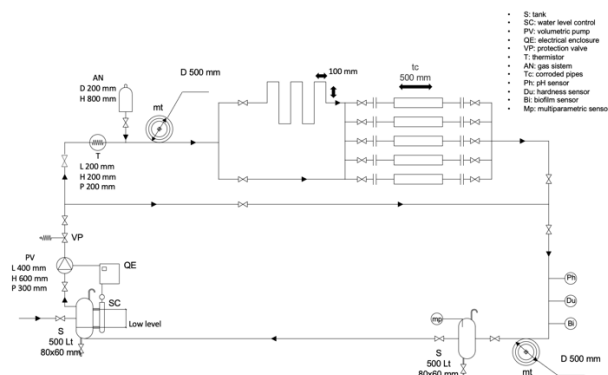 S: tank
SC: water level control
PV: volumetric pump
QE: electrical enclosure
VP: protection valve
T: thermistor
AN: gas sistem
Tc: corroded pipes
Ph: pH sensor
Du: hardness sensor
Bi: biofilm sensor
Mp: multiparametric senso
AN
D 200 mm
H 800 mm
D 500 mm
mt
100 mm
tc
500 mm
T
L 200 mm
H 200 mm
P 200 mm
VP
PV
L 400 mm
H 600 mm
P 300 mm
QE
SC
Low level
S
500 Lt
80x60 mm
mp
S
500 Lt
80x60 mm
Ph
Du
Bi
D 500 mm
mt